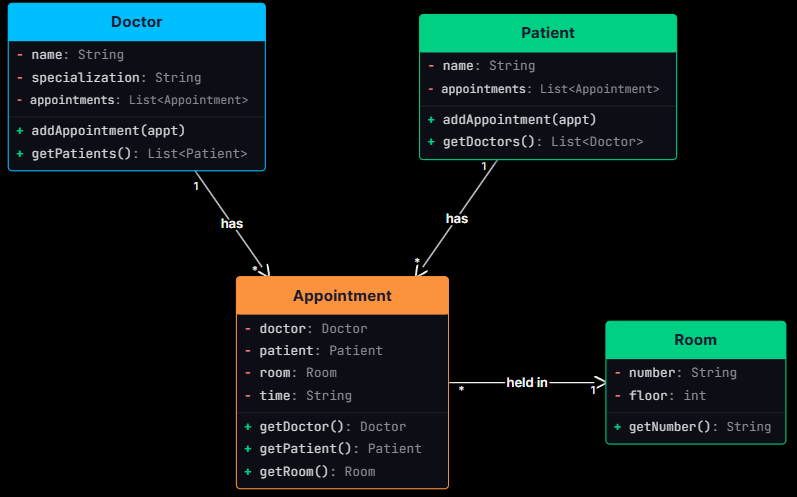 Doctor
- name: String
- specialization: String
- appointments: List<Appointment>
+ addAppointment(appt)
+ getPatients(): List<Patient>
Patient
- name: String
- appointments: List<Appointment>
+ addAppointment(appt)
+ getDoctors(): List<Doctor>
1
has
*
1
has
*
Appointment
- doctor: Doctor
- patient: Patient
- room: Room
- time: String
+ getDoctor(): Doctor
+ getPatient(): Patient
+ getRoom(): Room
*
held in
1
Room
- number: String
- floor: int
+ getNumber(): String